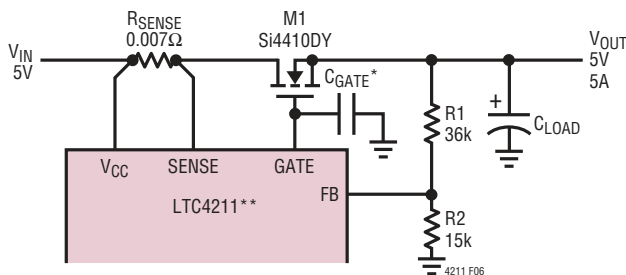 RSENSE
0.007Ω
M1
Si4410DY
VIN
5V
VOUT
5V
5A
CGATE*
R1
36k
+
CLOAD
VCC
SENSE
GATE
FB
LTC4211**
R2
15k
4211 F06